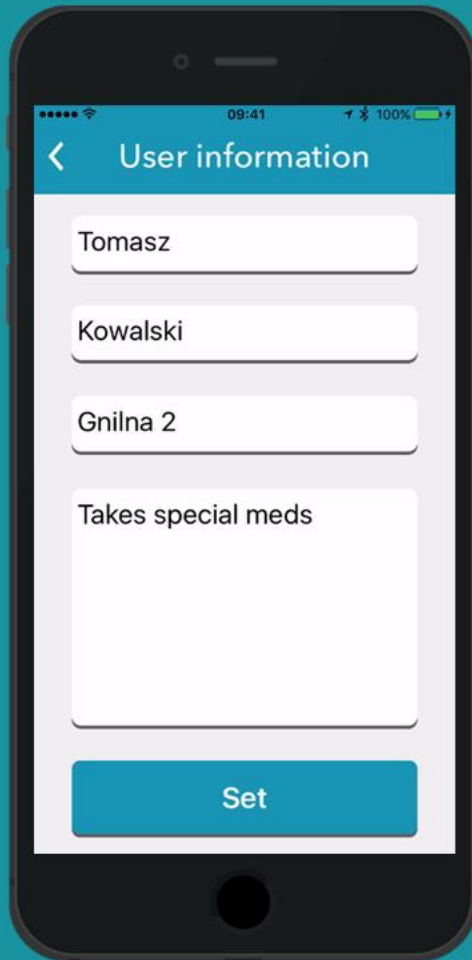 09:41
100%
User information
Tomasz
Kowalski
Gnilna 2
Takes special meds
Set